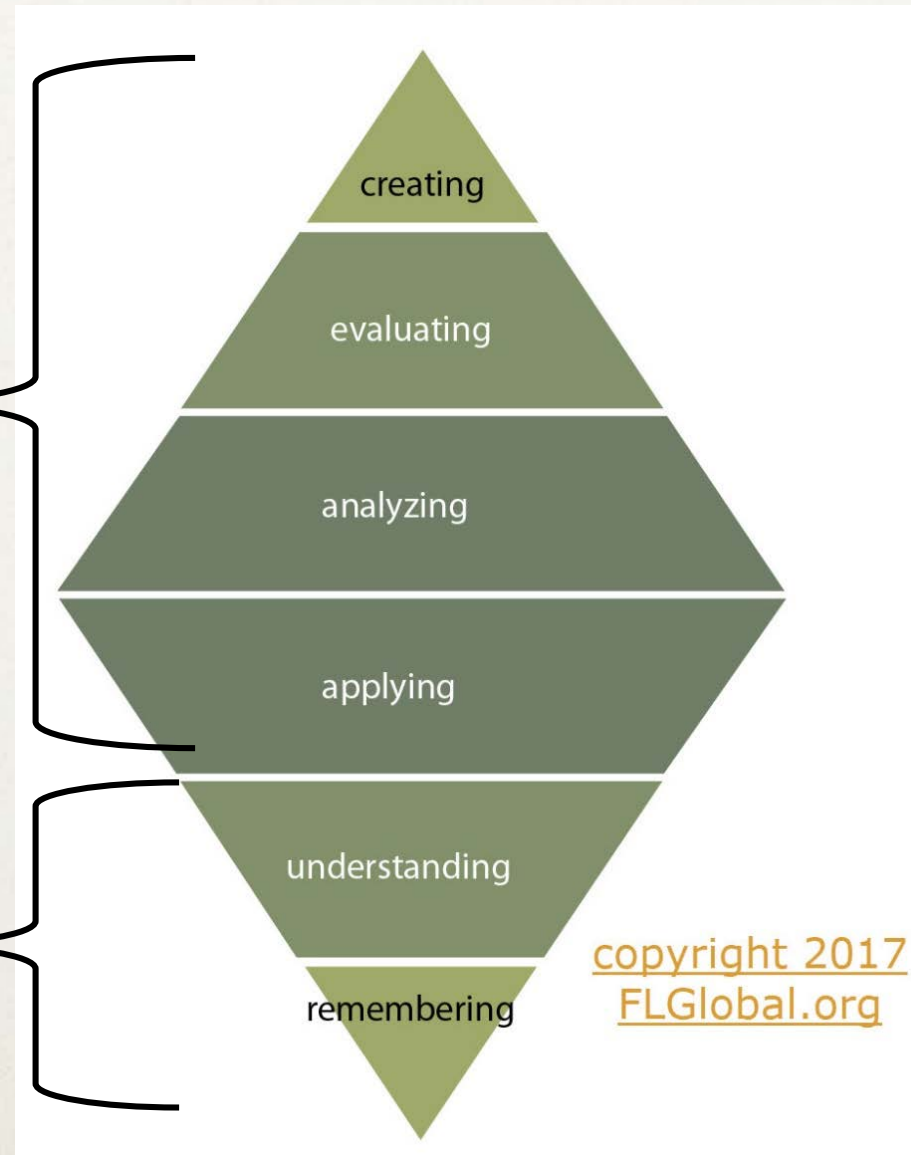 creating
evaluating
analyzing
applying
understanding
remembering
copyright 2017
FLGlobal.org